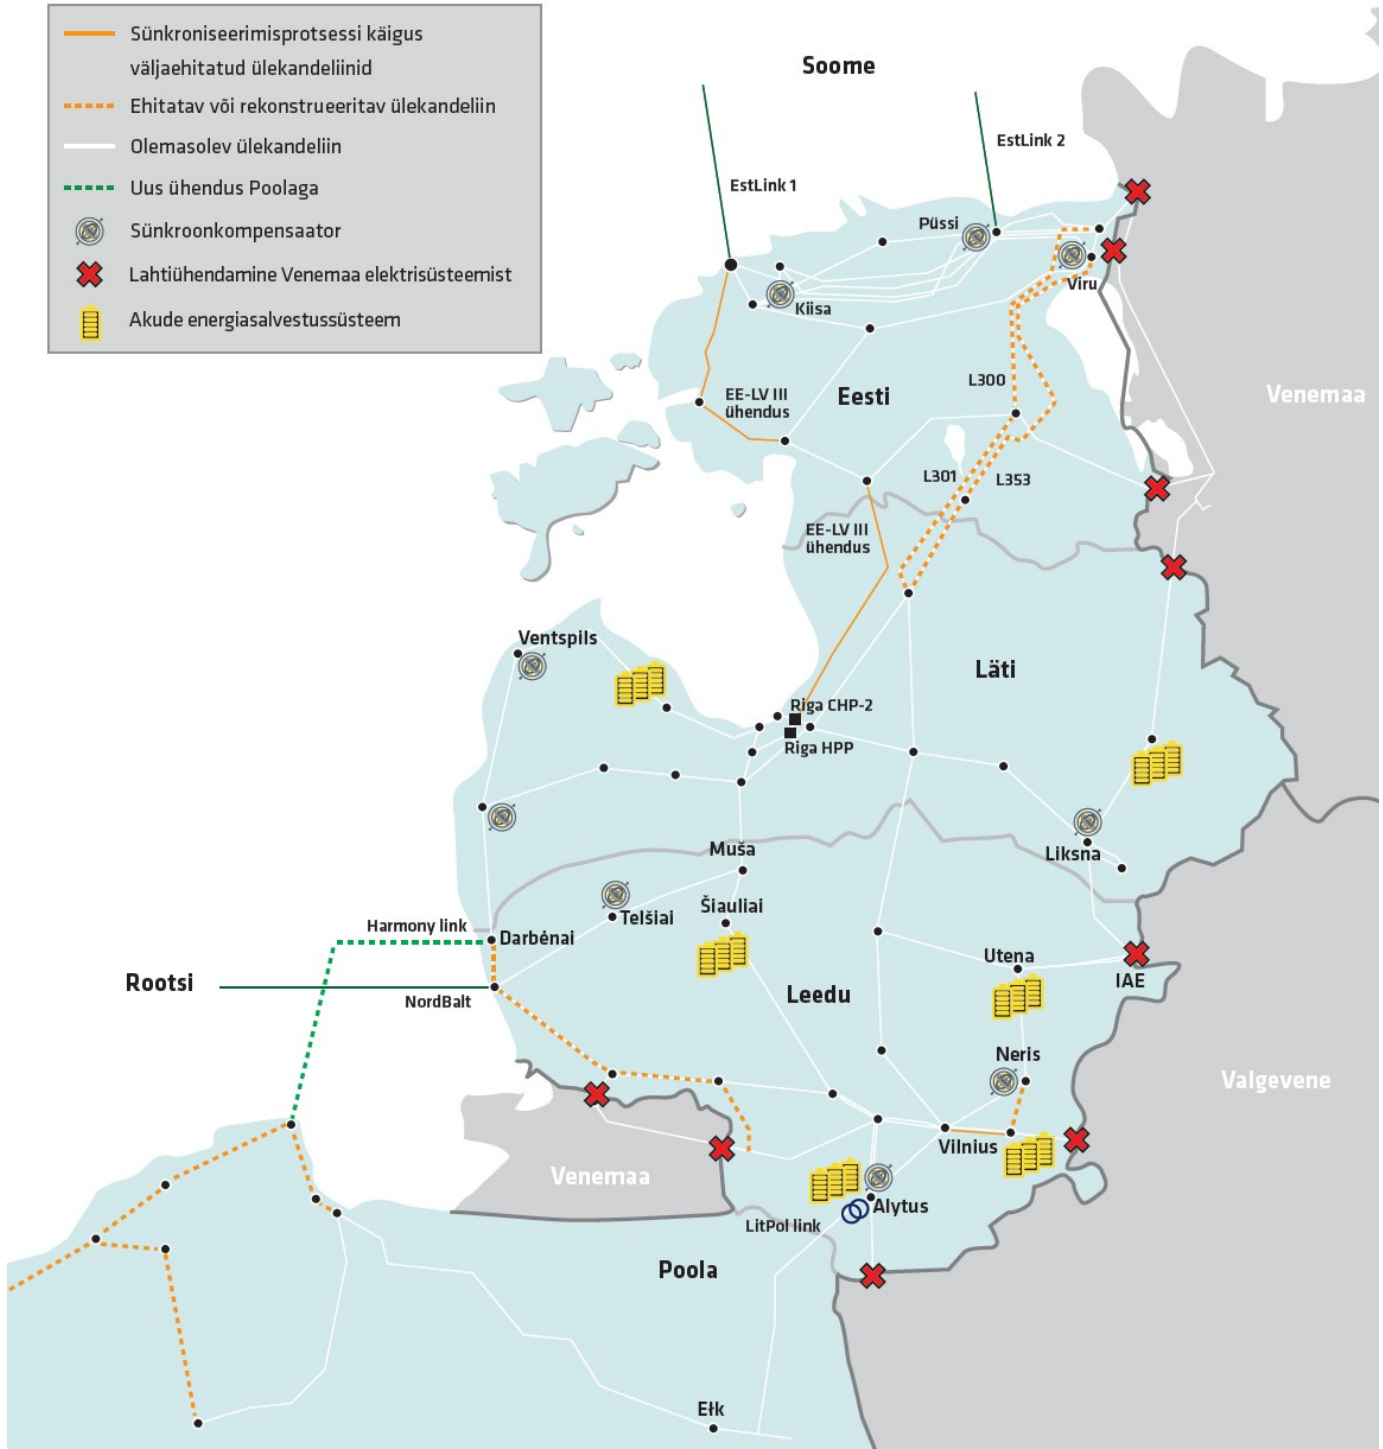 Sünkroniseerimisprotsessi käigus
väljaehitatud ülekandeliinid
Ehitatav või rekonstrueeritav ülekandeliin
Olemasolev ülekandeliin
Uus ühendus Poolaga
Sünkroonkompensaator
Lahtiühendamine Venemaa elektrisüsteemist
Akude energiasalvestussüsteem
Soome
EstLink 2
EstLink 1
Püssi
Viru
Kiisa
L300
Venemaa
EE-LV III
ühendus
Eesti
L301
L353
EE-LV III
ühendus
Ventspils
Läti
Riga CHP-2
Riga HPP
Muša
Liksna
Šiauliai
Telšiai
Harmony link
Darbėnai
Utena
IAE
Rootsi
NordBalt
Leedu
Neris
Valgevene
Vilnius
Venemaa
Alytus
LitPol link
Poola
Ełk